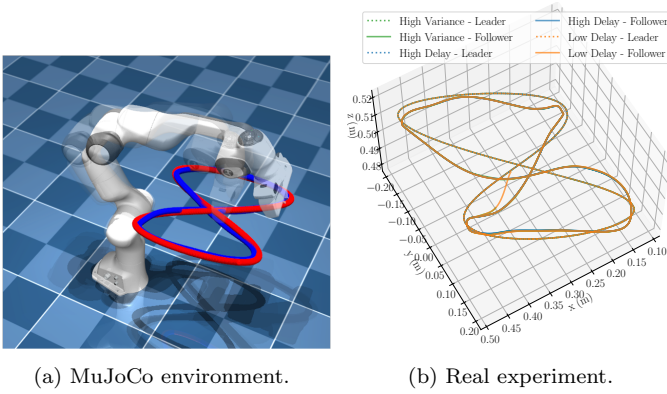 High Variance - Leader
High Variance - Follower
High Delay - Leader
High Delay - Follower
Low Delay - Leader
Low Delay - Follower
0.52
0.51
0.50
0.49
0.48
z (m)
−0.20
−0.15
−0.10
−0.05
0.00
0.05
0.10
0.15
0.20
y (m)
0.50
0.45
0.40
0.35
0.30
0.25
0.20
0.15
0.10
x (m)
(a) MuJoCo environment.
(b) Real experiment.